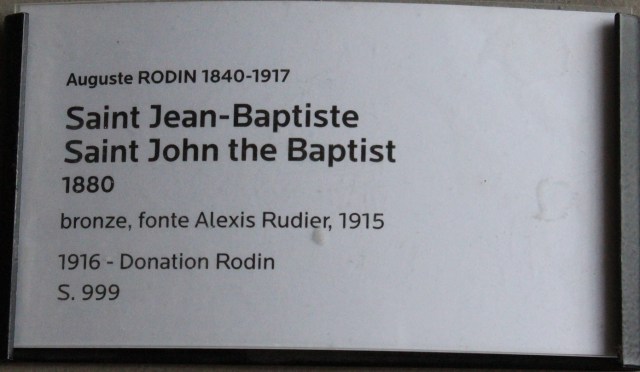 Auguste RODIN 1840-1917
Saint Jean-Baptiste
Saint John the Baptist
1880
bronze, fonte Alexis Rudier, 1915
1916 - Donation Rodin
S. 999